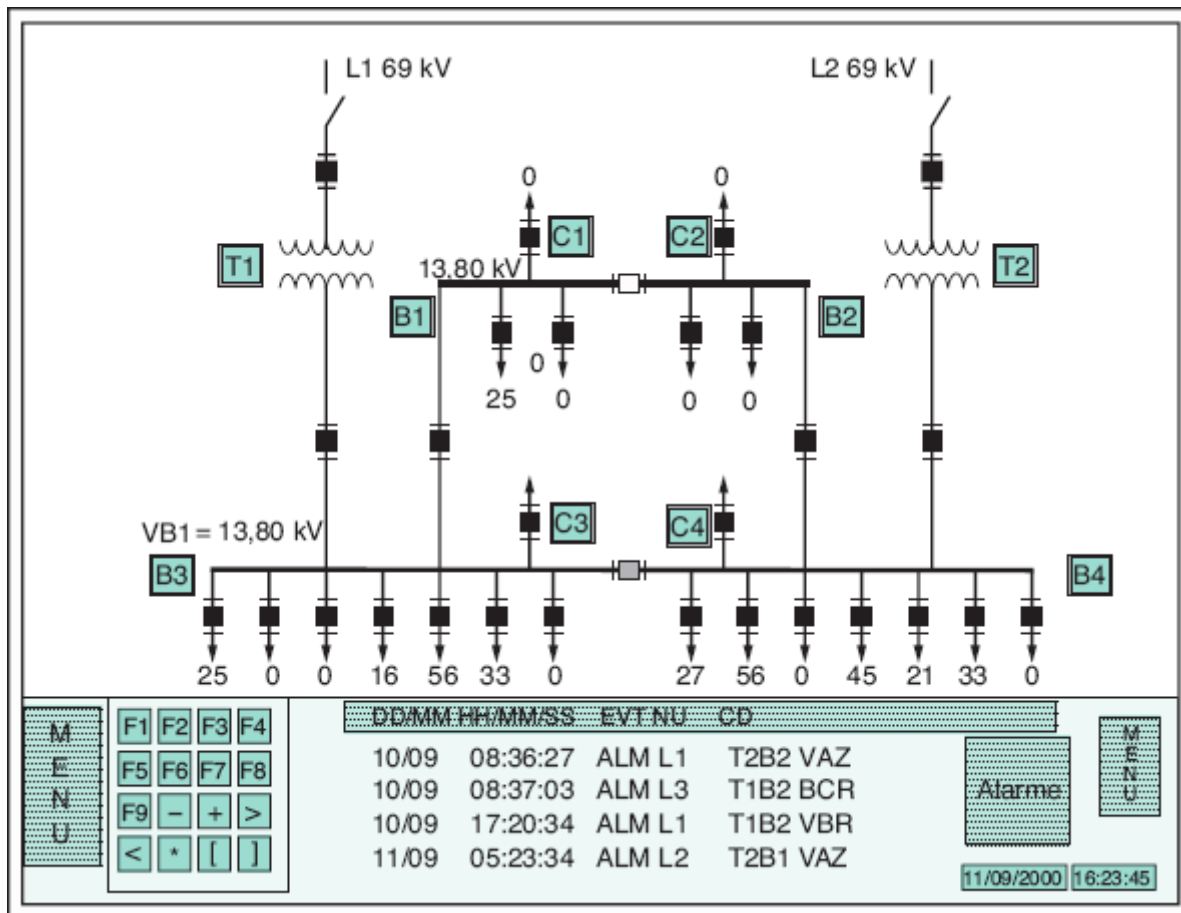 L1 69 kV
L2 69 kV
0
0
C1
C2
T1
T2
13,80 kV
B1
B2
0
25
0
0
0
C3
C4
VB1 = 13,80 kV
B3
B4
25 0 0 16 56 33 0 27 56 0 45 21 33 0
MENU
F1 F2 F3 F4
F5 F6 F7 F8
F9 - + >
< * [ ]
DD/MM HH/MM/SS EVT NU CD
10/09 08:36:27 ALM L1 T2B2 VAZ
10/09 08:37:03 ALM L3 T1B2 BCR
10/09 17:20:34 ALM L1 T1B2 VBR
11/09 05:23:34 ALM L2 T2B1 VAZ
Alarme
MENU
11/09/2000 16:23:45